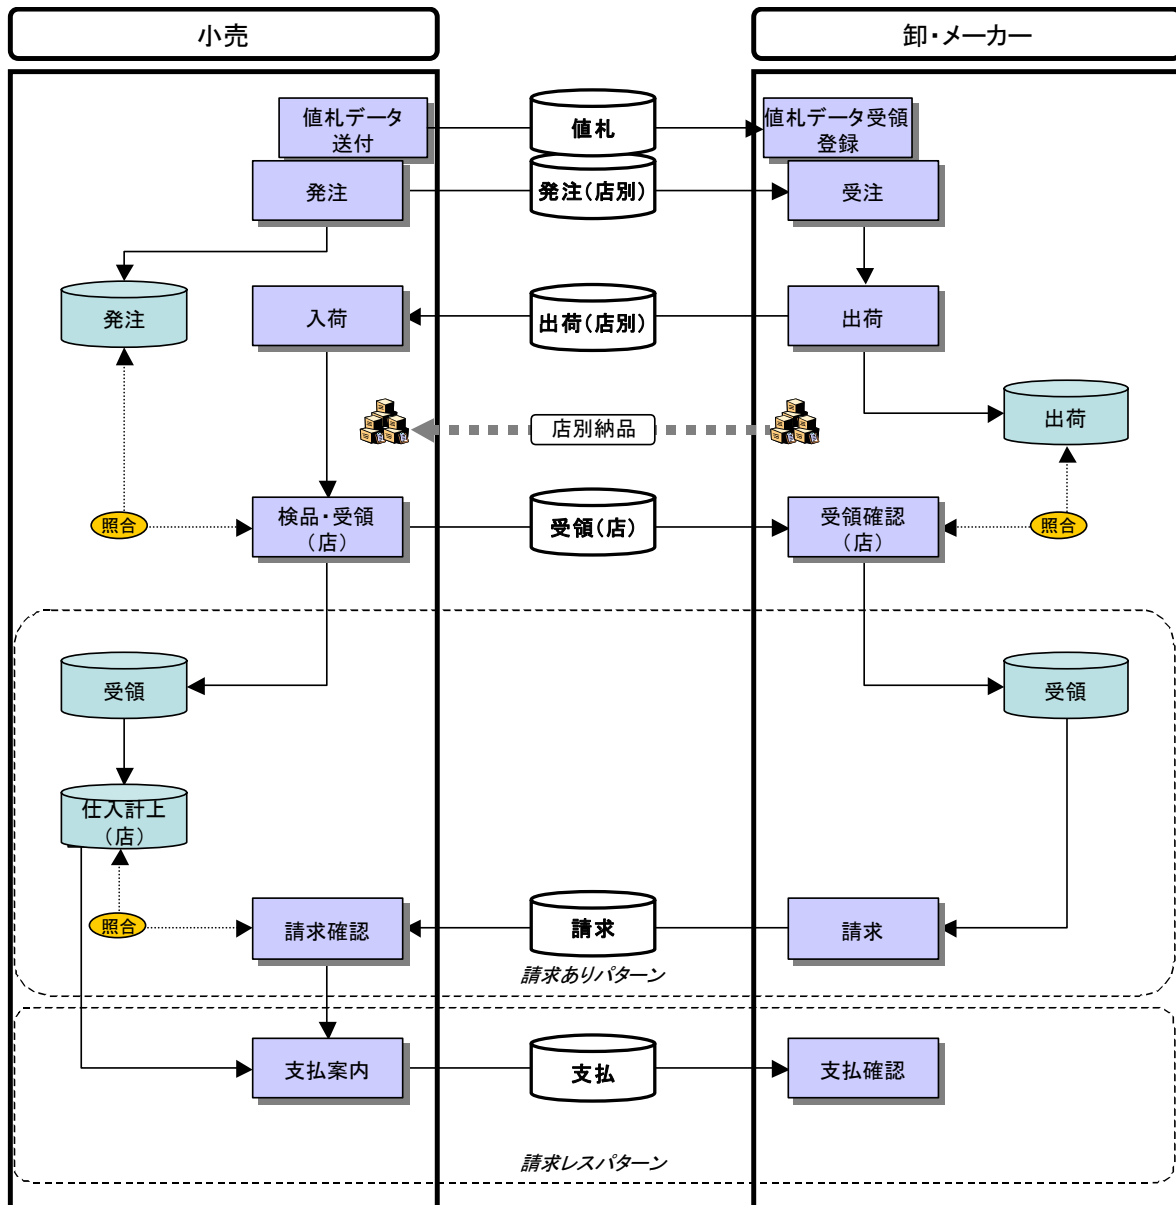 小売
卸・メーカー
値札データ
送付
値札
値札データ受領
登録
発注
発注(店別)
受注
発注
入荷
出荷(店別)
出荷
店別納品
出荷
照合
検品・受領
(店)
受領(店)
受領確認
(店)
照合
受領
受領
仕入計上
(店)
照合
請求確認
請求
請求
請求ありパターン
支払案内
支払
支払確認
請求レスパターン